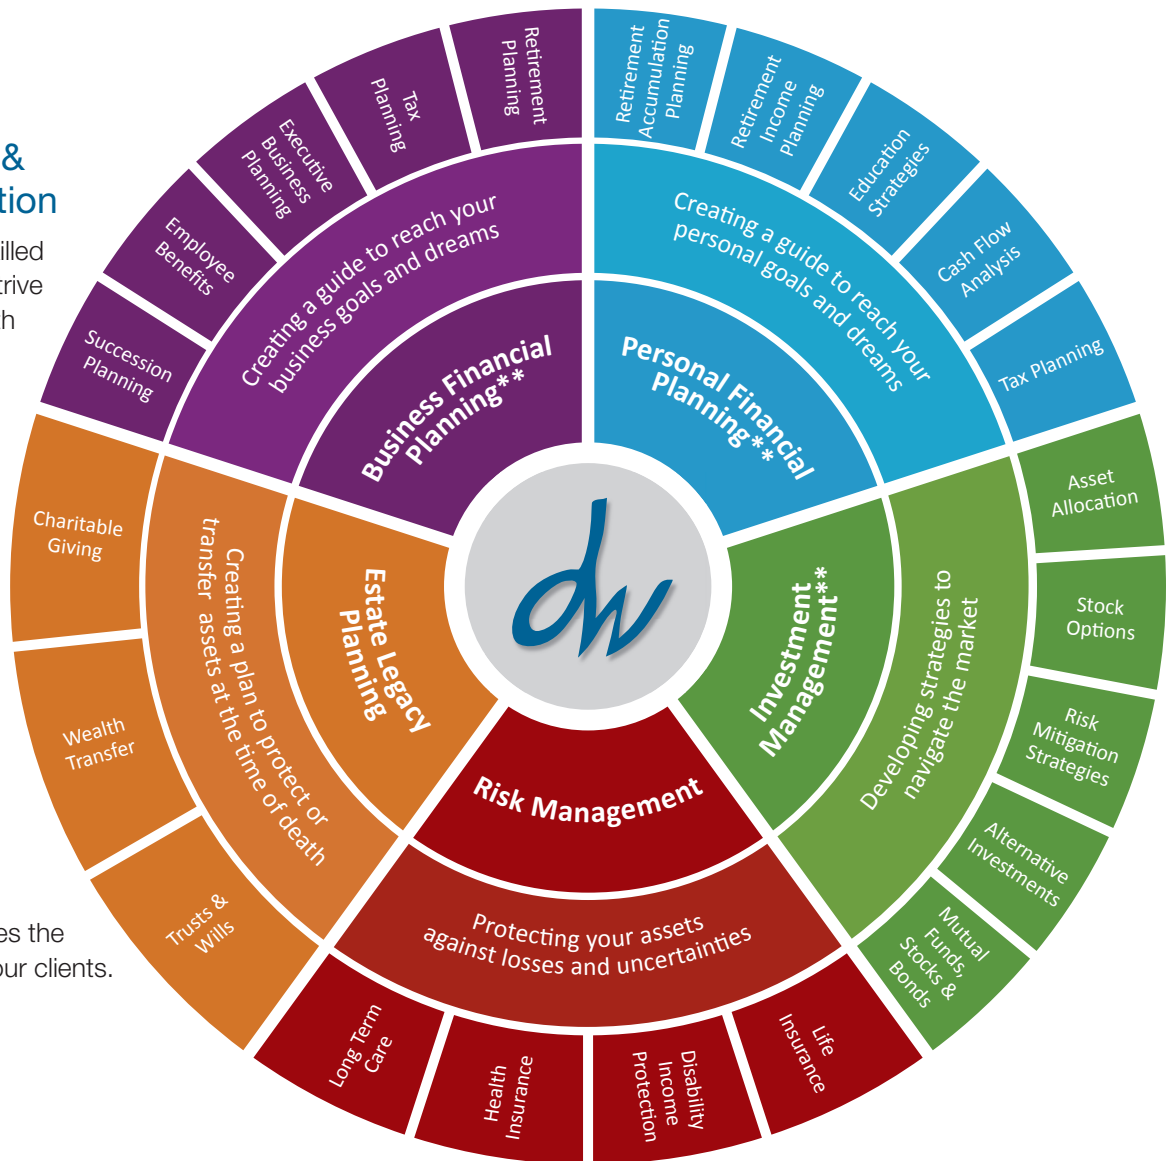 &
tion
illed
trive
th
es the
our clients.
Retirement
Accumulation
Planning
Retirement
Income
Planning
Education
Strategies
Cash Flow
Analysis
Tax Planning
Creating a guide to reach your
personal goals and dreams
Personal Financial
Planning**
Asset
Allocation
Stock
Options
Risk
Mitigation
Strategies
Alternative
Investments
Mutual
Funds,
Stocks &
Bonds
Developing strategies to
navigate the market
Investment
Management**
Life
Insurance
Disability
Income
Protection
Health
Insurance
Long Term
Care
Protecting your assets
against losses and uncertainties
Risk Management
Trusts &
Wills
Wealth
Transfer
Charitable
Giving
Creating a plan to protect or
transfer assets at the time of death
Estate Legacy
Planning
Succession
Planning
Employee
Benefits
Executive
Business
Planning
Tax
Planning
Retirement
Planning
Creating a guide to reach your
business goals and dreams
Business Financial
Planning**
dw